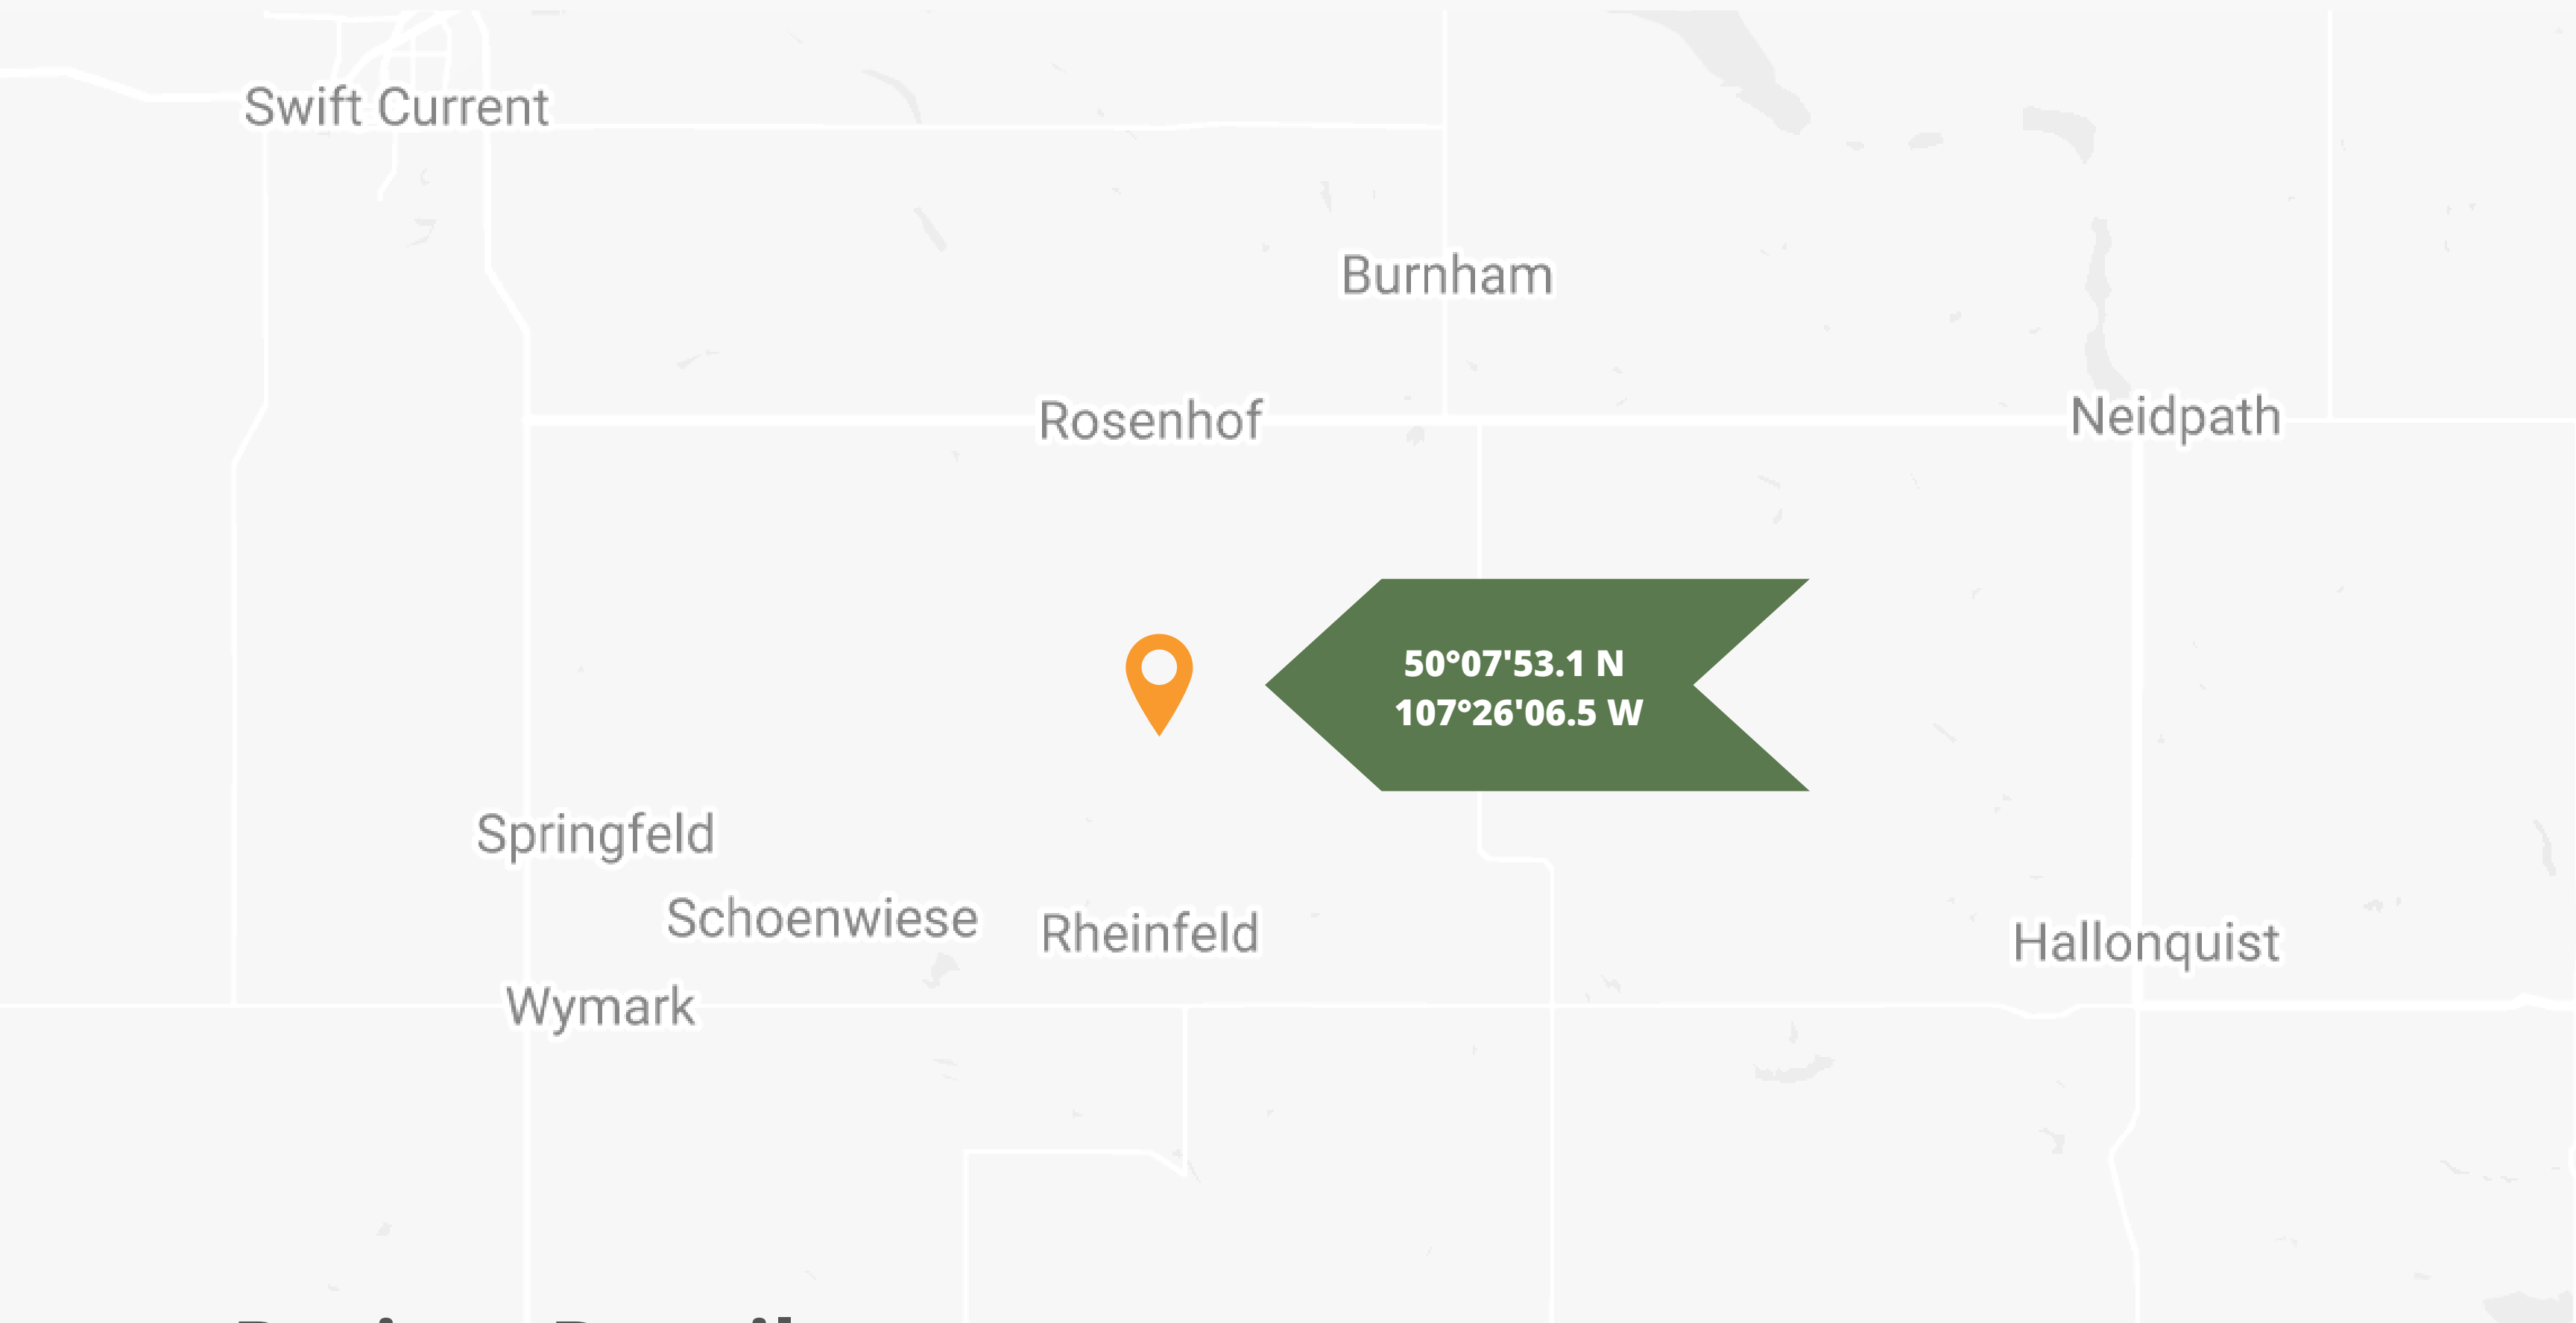 Swift Current
Burnham
Rosenhof
Neidpath
50°07'53.1 N
107°26'06.5 W
Springfeld
Schoenwiese
Rheinfeld
Hallonquist
Wymark